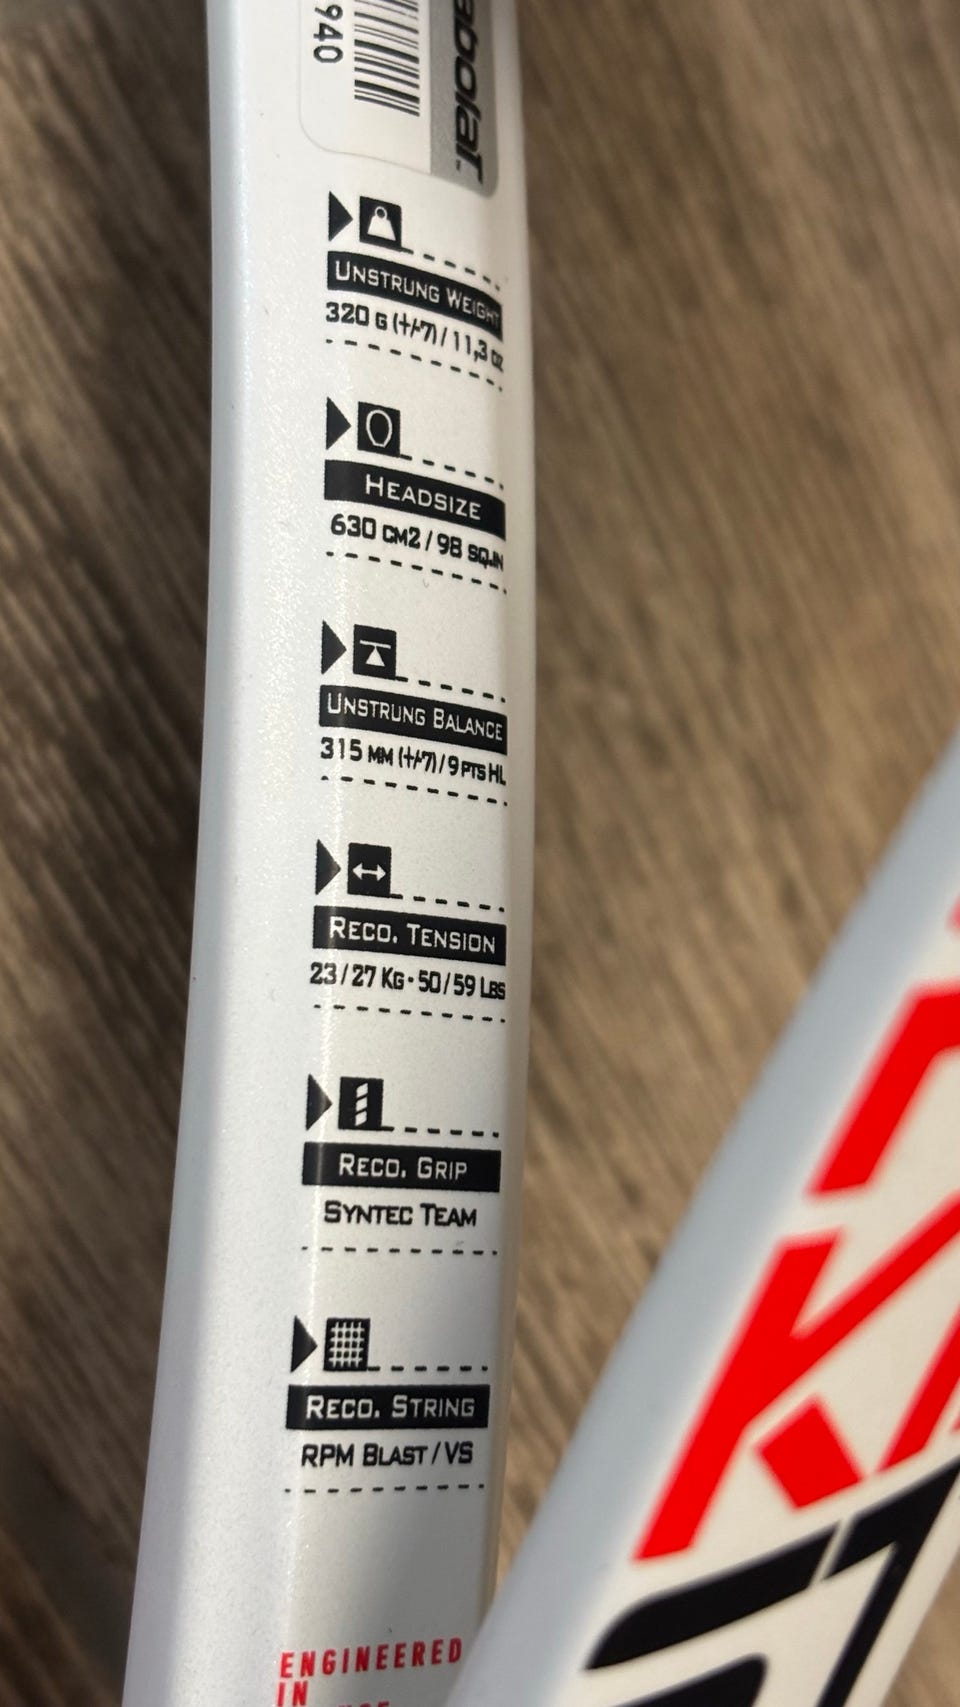 940
UNSTRUNG WEIGHT
320 G (+/-7) / 11,3 OZ
HEADSIZE
630 CM2 / 98 SQ.IN
UNSTRUNG BALANCE
315 MM (+/-7) / 9 PTS HL
RECO. TENSION
23 / 27 KG • 50 / 59 LBS
RECO. GRIP
SYNTEC TEAM
RECO. STRING
RPM BLAST / VS
ENGINEERED
IN